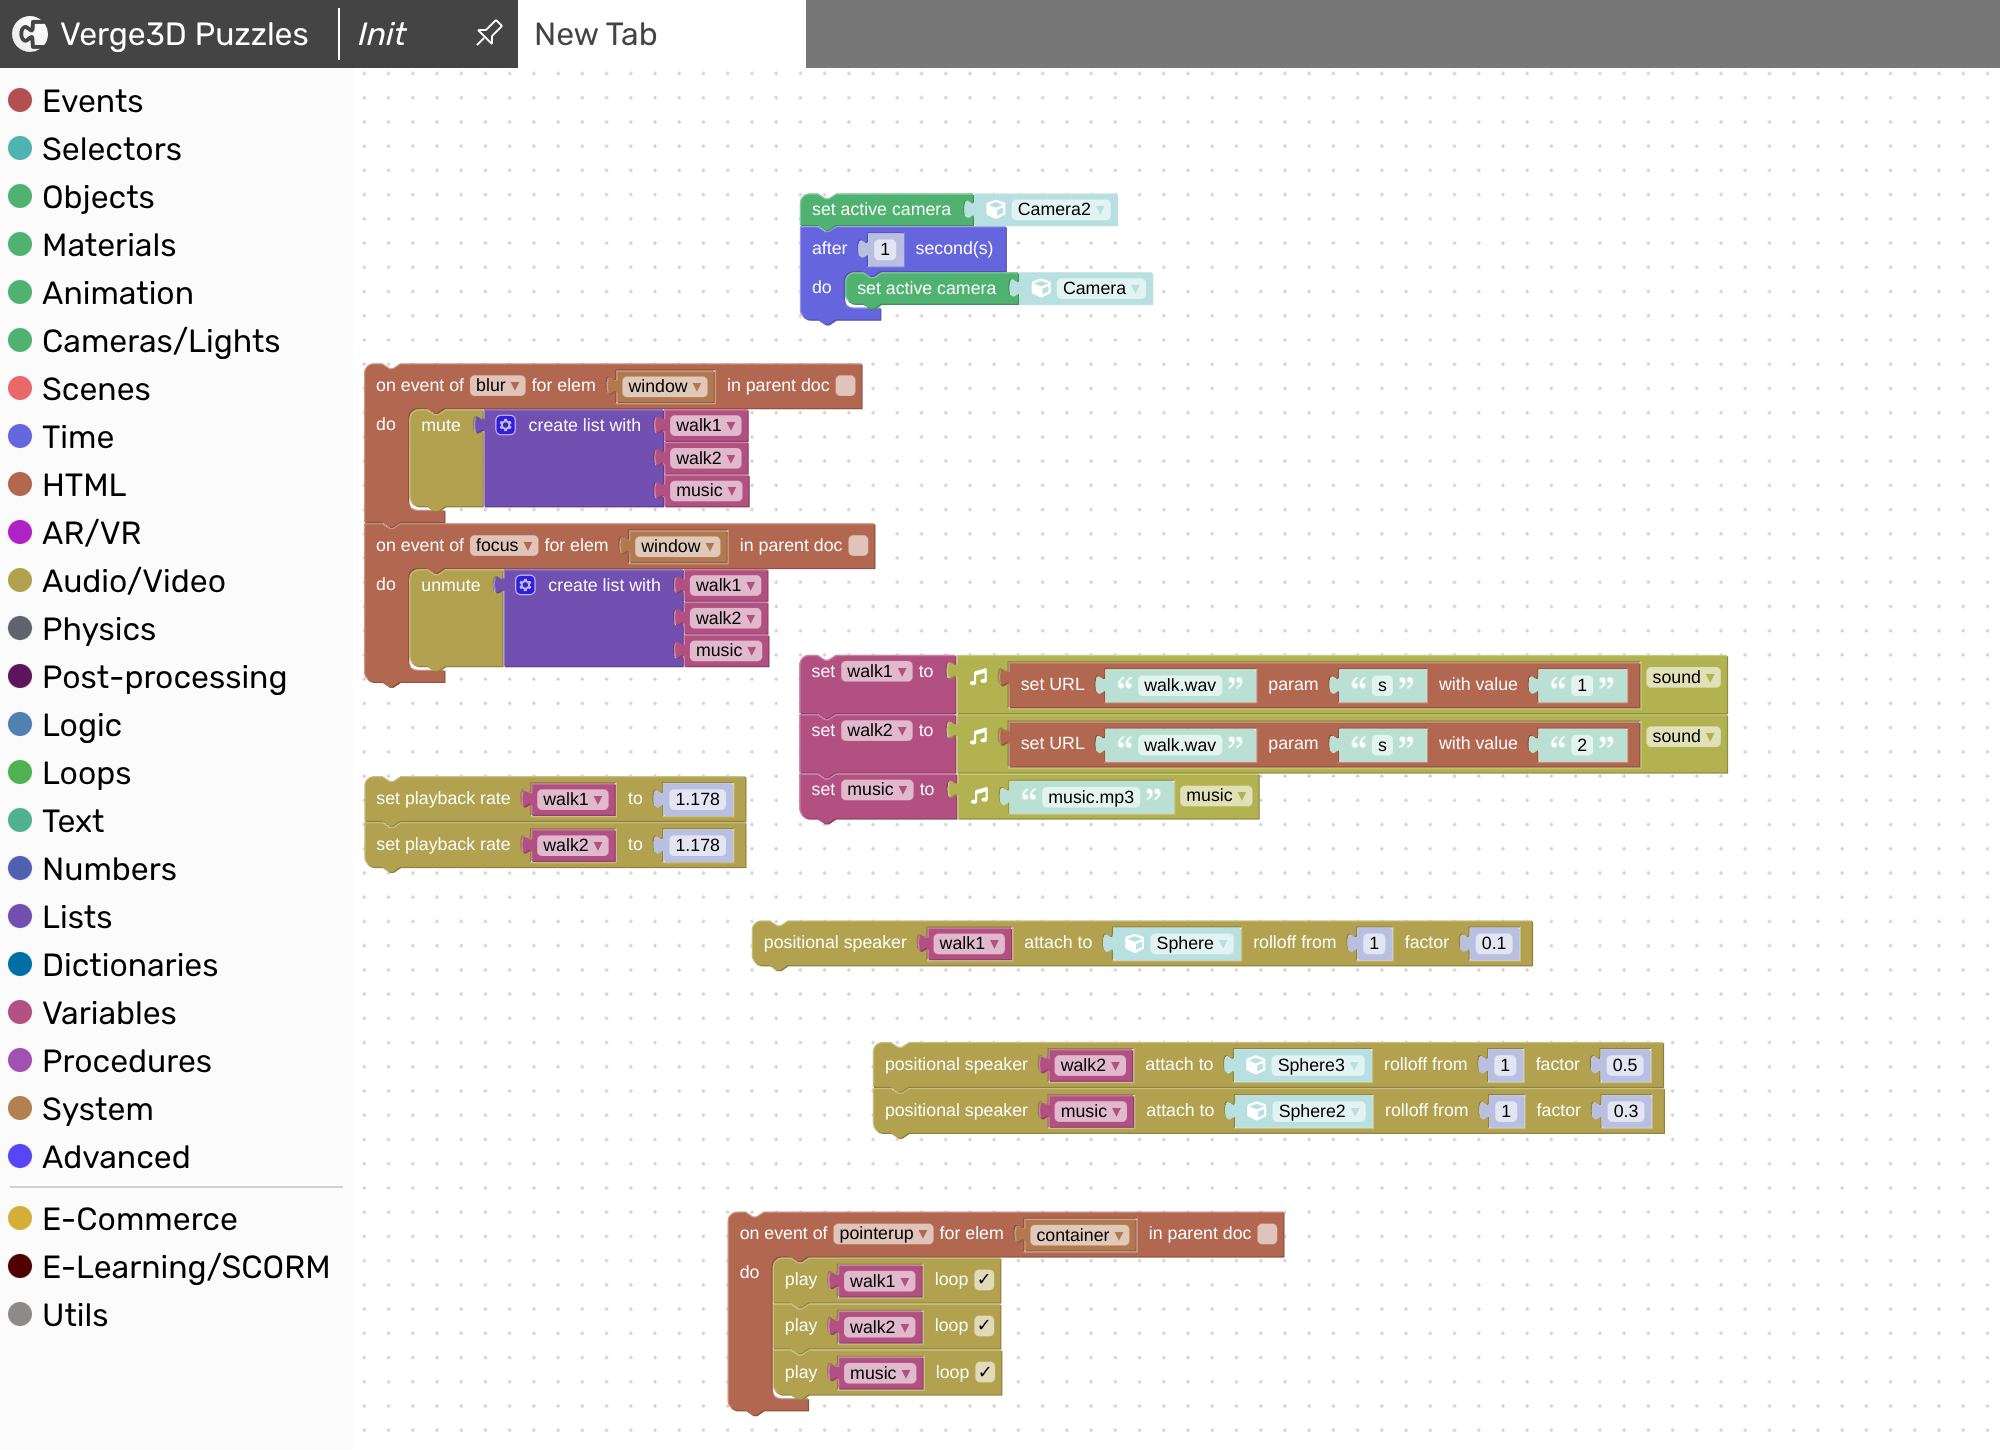 Verge3D Puzzles
Init
New Tab
Events
Selectors
Objects
Materials
Animation
Cameras/Lights
Scenes
Time
HTML
AR/VR
Audio/Video
Physics
Post-processing
Logic
Loops
Text
Numbers
Lists
Dictionaries
Variables
Procedures
System
Advanced
E-Commerce
E-Learning/SCORM
Utils
set active camera Camera2
after 1 second(s)
do set active camera Camera
on event of blur for elem window in parent doc
do mute create list with walk1
walk2
music
on event of focus for elem window in parent doc
do unmute create list with walk1
walk2
music
set walk1 to set URL “ walk.wav ” param “ s ” with value “ 1 ” sound
set walk2 to set URL “ walk.wav ” param “ s ” with value “ 2 ” sound
set music to “ music.mp3 ” music
set playback rate walk1 to 1.178
set playback rate walk2 to 1.178
positional speaker walk1 attach to Sphere rolloff from 1 factor 0.1
positional speaker walk2 attach to Sphere3 rolloff from 1 factor 0.5
positional speaker music attach to Sphere2 rolloff from 1 factor 0.3
on event of pointerup for elem container in parent doc
do play walk1 loop ✓
play walk2 loop ✓
play music loop ✓